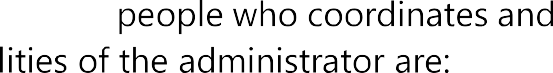 people who coordinates and
lities of the administrator are: